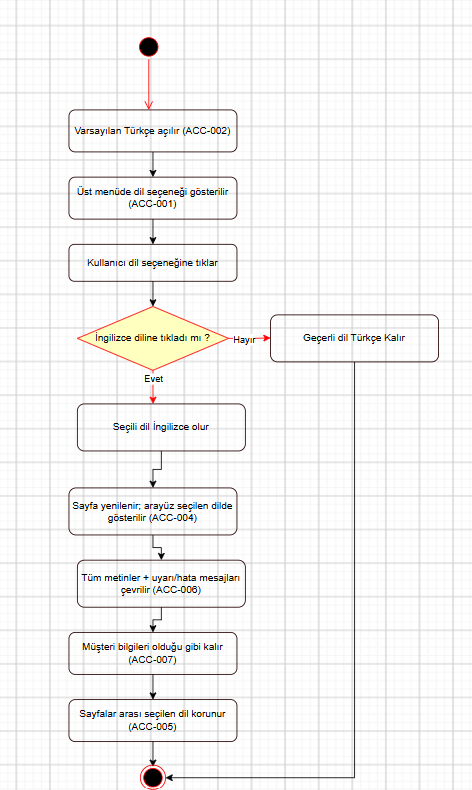 Varsayılan Türkçe açılır (ACC-002)
Üst menüde dil seçeneği gösterilir
(ACC-001)
Kullanıcı dil seçeneğine tıklar
İngilizce diline tıkladı mı ?
Hayır
Geçerli dil Türkçe Kalır
Evet
Seçili dil İngilizce olur
Sayfa yenilenir; arayüz seçilen dilde
gösterilir (ACC-004)
Tüm metinler + uyarı/hata mesajları
çevrilir (ACC-006)
Müşteri bilgileri olduğu gibi kalır
(ACC-007)
Sayfalar arası seçilen dil korunur
(ACC-005)